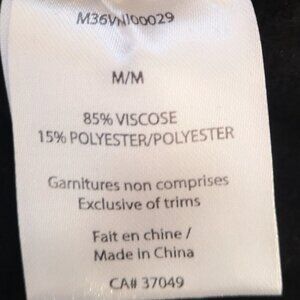 M36VNJ00029
M/M
85% VISCOSE
15% POLYESTER/POLYESTER
Garnitures non comprises
Exclusive of trims
Fait en chine /
Made in China
CA# 37049